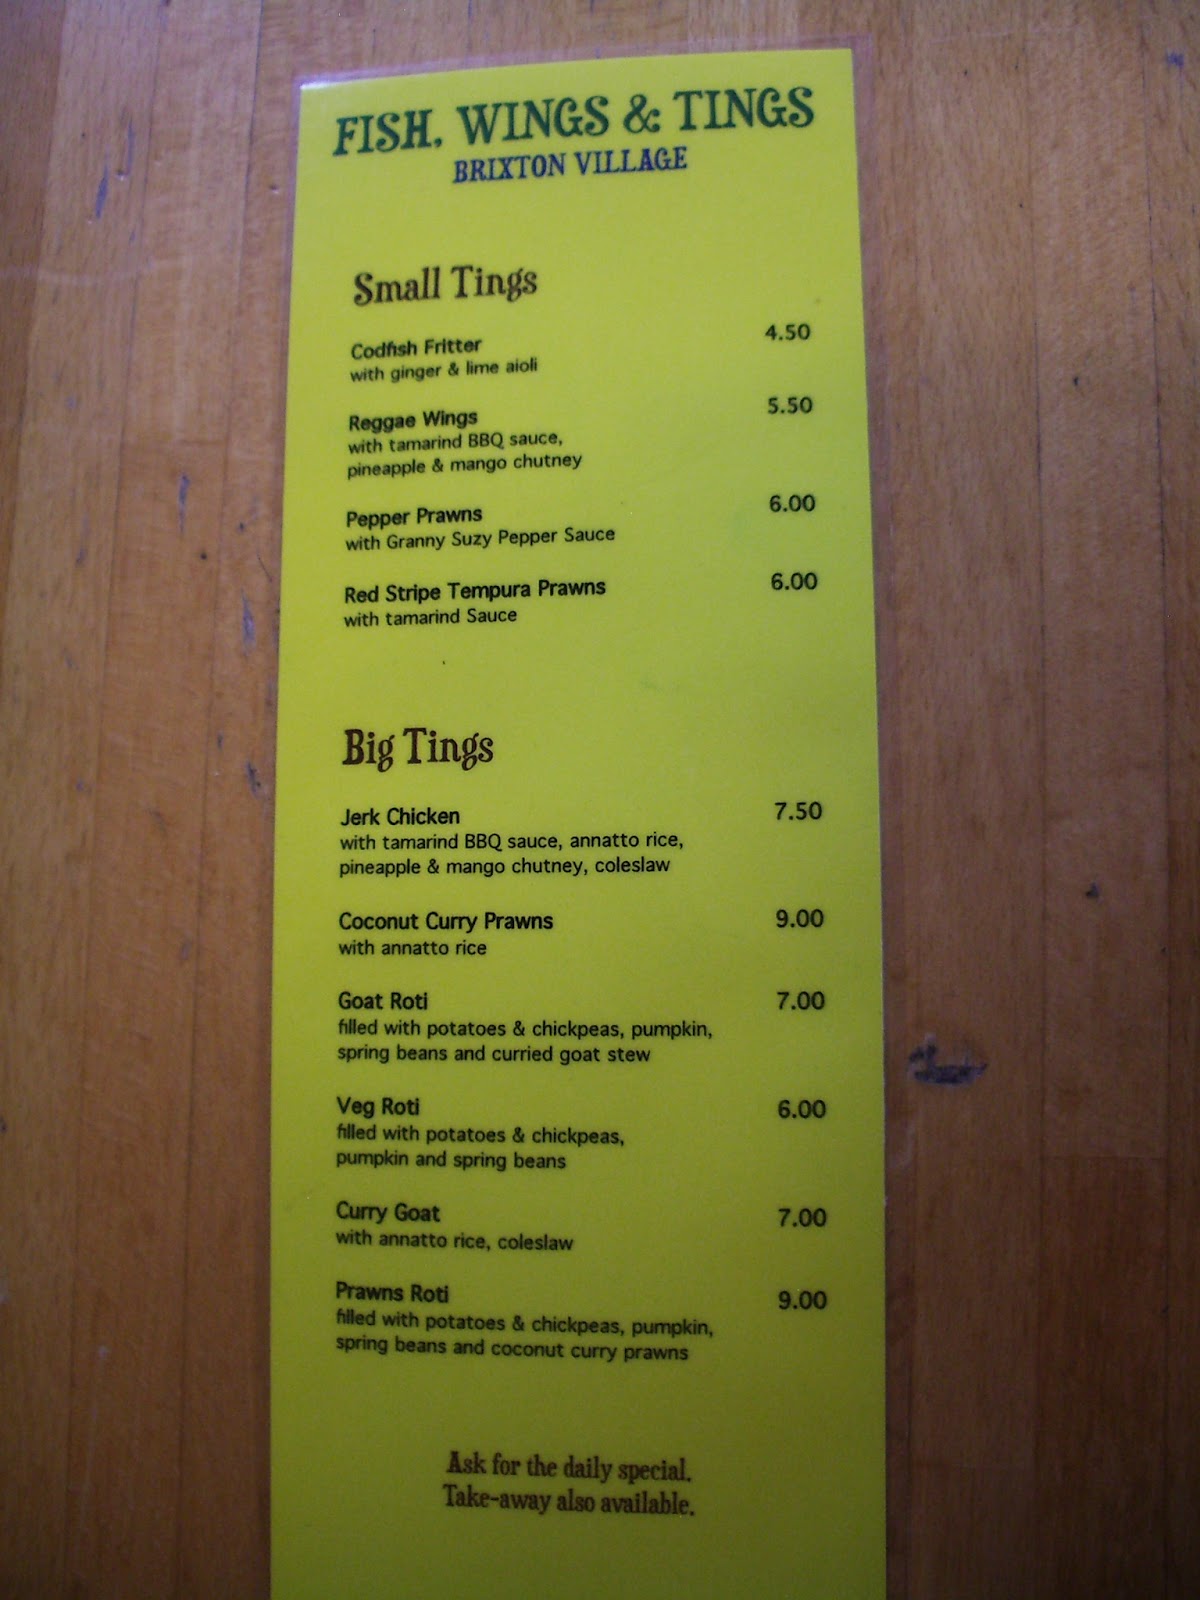 FISH, WINGS & TINGS
BRIXTON VILLAGE
Small Tings
Codfish Fritter 4.50
with ginger & lime aioli
Reggae Wings 5.50
with tamarind BBQ sauce,
pineapple & mango chutney
Pepper Prawns 6.00
with Granny Suzy Pepper Sauce
Red Stripe Tempura Prawns 6.00
with tamarind Sauce
Big Tings
Jerk Chicken 7.50
with tamarind BBQ sauce, annatto rice,
pineapple & mango chutney, coleslaw
Coconut Curry Prawns 9.00
with annatto rice
Goat Roti 7.00
filled with potatoes & chickpeas, pumpkin,
spring beans and curried goat stew
Veg Roti 6.00
filled with potatoes & chickpeas,
pumpkin and spring beans
Curry Goat 7.00
with annatto rice, coleslaw
Prawns Roti 9.00
filled with potatoes & chickpeas, pumpkin,
spring beans and coconut curry prawns
Ask for the daily special.
Take-away also available.